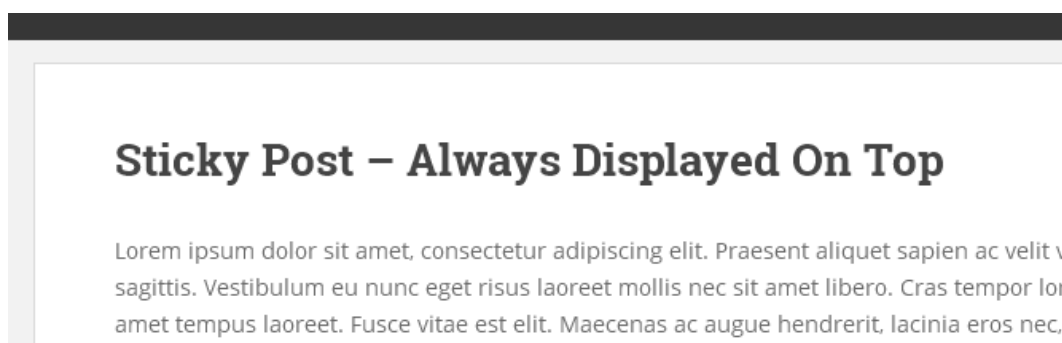 Sticky Post – Always Displayed On Top
Lorem ipsum dolor sit amet, consectetur adipiscing elit. Praesent aliquet sapien ac velit
sagittis. Vestibulum eu nunc eget risus laoreet mollis nec sit amet libero. Cras tempor
amet tempus laoreet. Fusce vitae est elit. Maecenas ac augue hendrerit, lacinia eros nec,